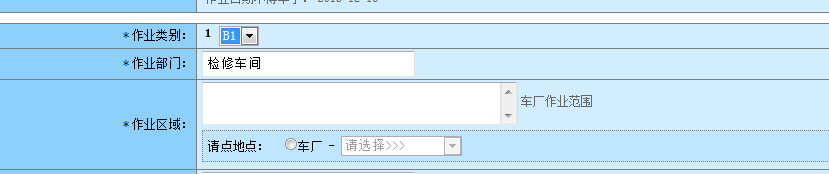 *作业类别: 1 B1
*作业部门: 检修车间
*作业区域: 车厂作业范围
请点地点: 车厂 - 请选择>>>